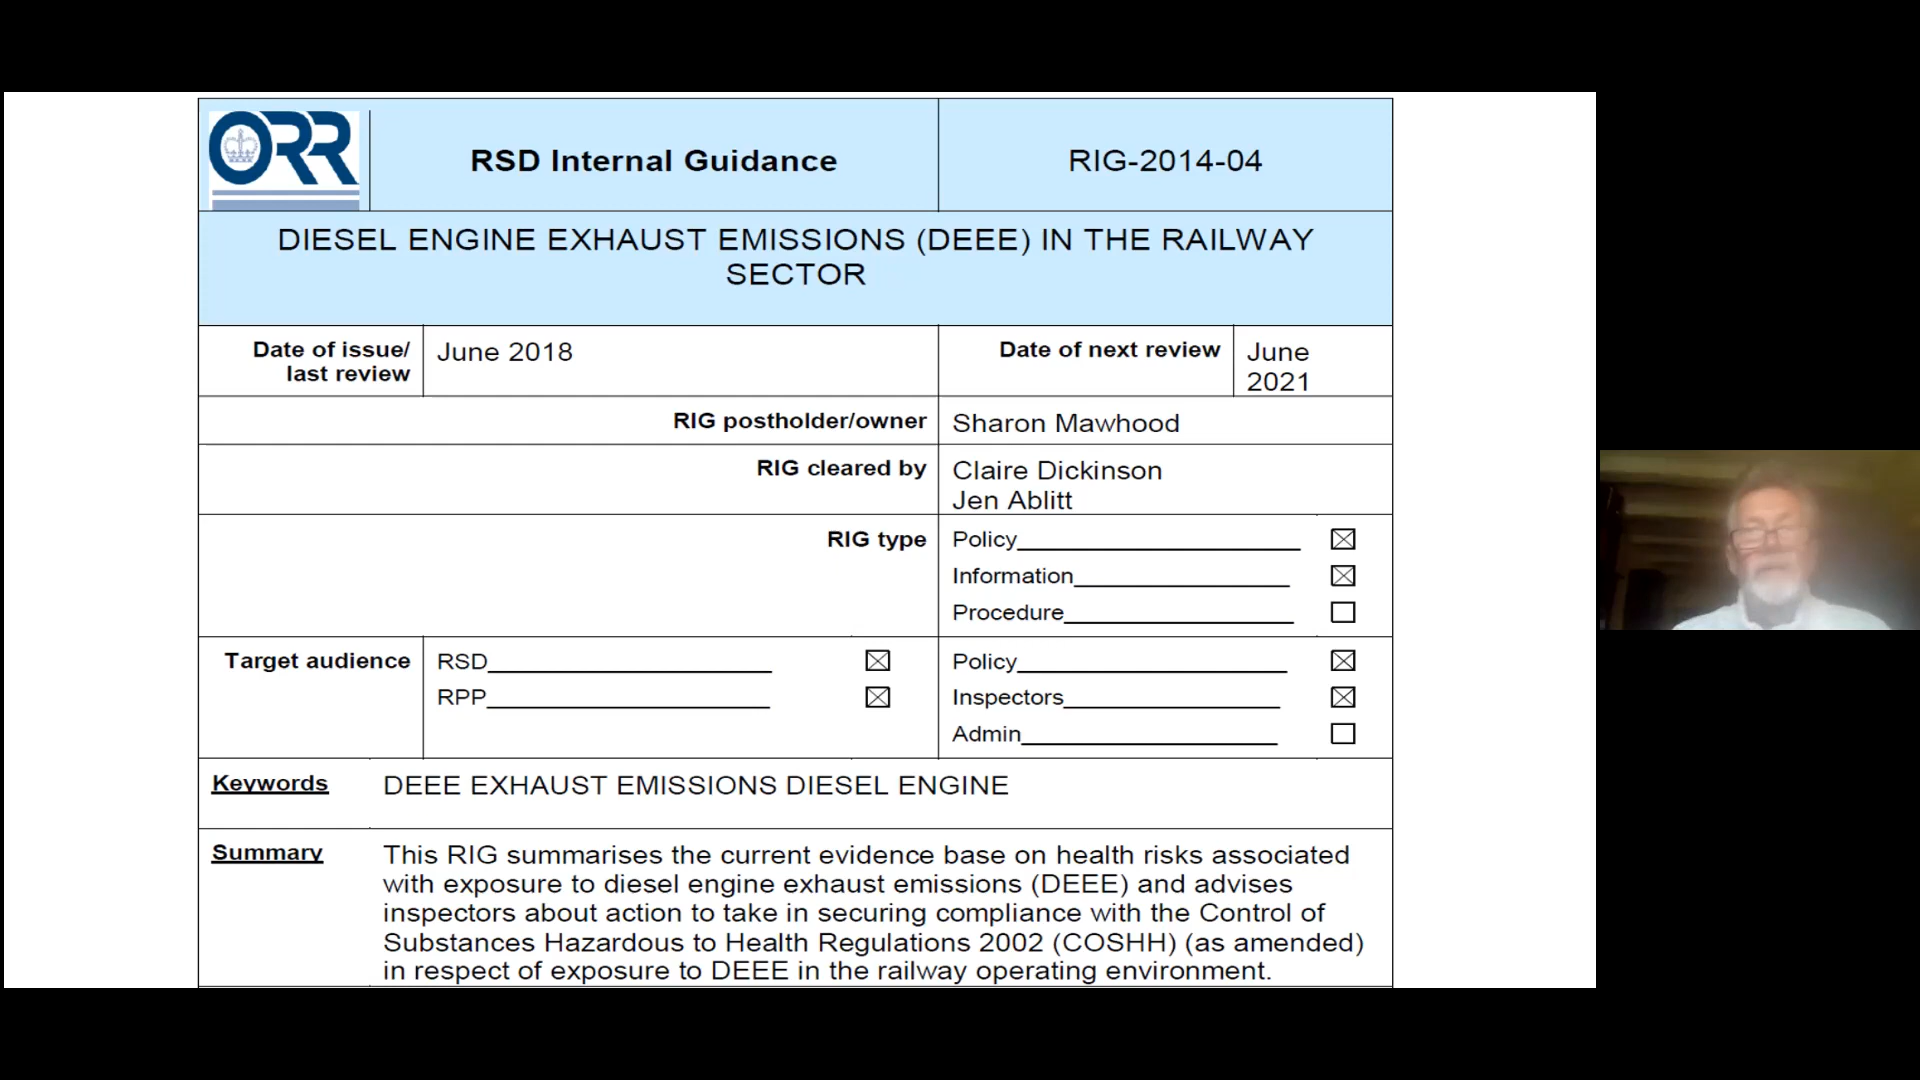 ORR
RSD Internal Guidance
RIG-2014-04
DIESEL ENGINE EXHAUST EMISSIONS (DEEE) IN THE RAILWAY
SECTOR
Date of issue/
last review
June 2018
Date of next review
June
2021
RIG postholder/owner
Sharon Mawhood
RIG cleared by
Claire Dickinson
Jen Ablitt
RIG type
Policy
Information
Procedure
Target audience
RSD
RPP
Policy
Inspectors
Admin
Keywords
DEEE EXHAUST EMISSIONS DIESEL ENGINE
Summary
This RIG summarises the current evidence base on health risks associated
with exposure to diesel engine exhaust emissions (DEEE) and advises
inspectors about action to take in securing compliance with the Control of
Substances Hazardous to Health Regulations 2002 (COSHH) (as amended)
in respect of exposure to DEEE in the railway operating environment.